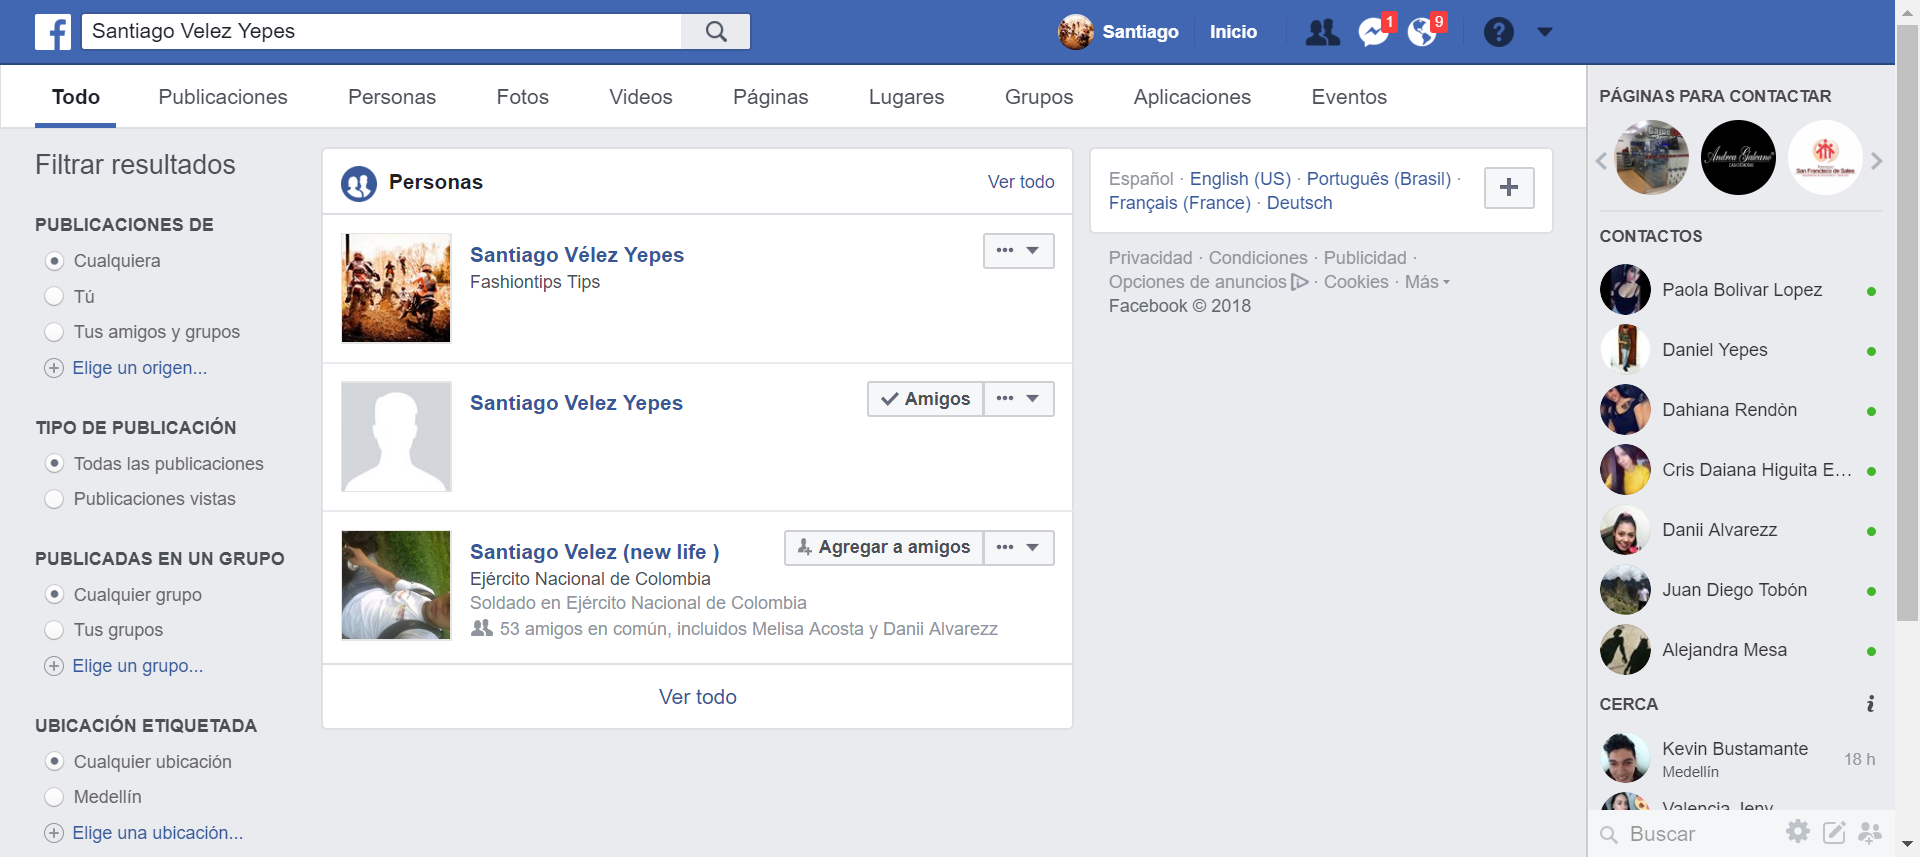 Santiago Velez Yepes
Santiago
Inicio
1
9
Todo
Publicaciones
Personas
Fotos
Videos
Páginas
Lugares
Grupos
Aplicaciones
Eventos
Filtrar resultados
PUBLICACIONES DE
Cualquiera
Tú
Tus amigos y grupos
Elige un origen...
TIPO DE PUBLICACIÓN
Todas las publicaciones
Publicaciones vistas
PUBLICADAS EN UN GRUPO
Cualquier grupo
Tus grupos
Elige un grupo...
UBICACIÓN ETIQUETADA
Cualquier ubicación
Medellín
Elige una ubicación...
Personas
Ver todo
Santiago Vélez Yepes
Fashiontips Tips
Santiago Velez Yepes
Amigos
Santiago Velez (new life )
Agregar a amigos
Ejército Nacional de Colombia
Soldado en Ejército Nacional de Colombia
53 amigos en común, incluidos Melisa Acosta y Danii Alvarezz
Ver todo
Español · English (US) · Português (Brasil) ·
Français (France) · Deutsch
Privacidad · Condiciones · Publicidad ·
Opciones de anuncios · Cookies · Más
Facebook © 2018
PÁGINAS PARA CONTACTAR
Andrea Galeano
San Francisco de Sales
CONTACTOS
Paola Bolivar Lopez
Daniel Yepes
Dahiana Rendòn
Cris Daiana Higuita E...
Danii Alvarezz
Juan Diego Tobón
Alejandra Mesa
CERCA
Kevin Bustamante
Medellín
18 h
Valencia Jeny
Buscar